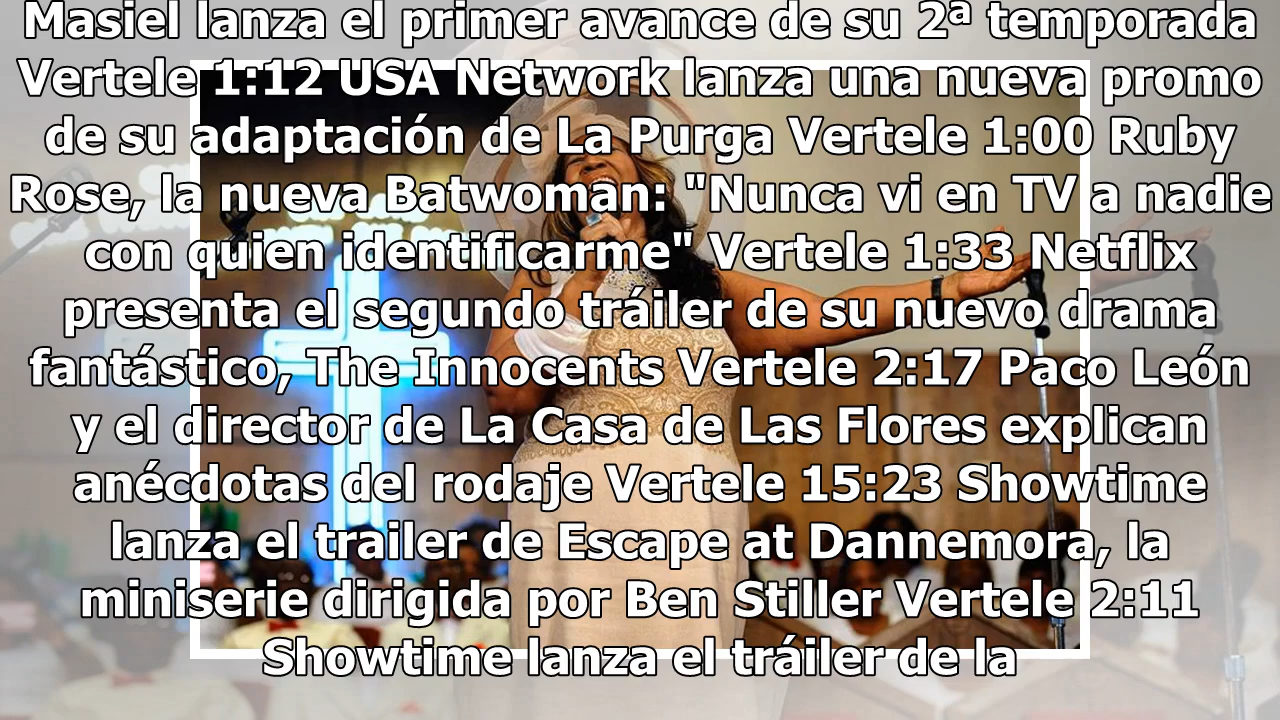 Masiel lanza el primer avance de su 2ª temporada
Vertele 1:12 USA Network lanza una nueva promo
de su adaptación de La Purga Vertele 1:00 Ruby
Rose, la nueva Batwoman: "Nunca vi en TV a nadie
con quien identificarme" Vertele 1:33 Netflix
presenta el segundo tráiler de su nuevo drama
fantástico, The Innocents Vertele 2:17 Paco León
y el director de La Casa de Las Flores explican
anécdotas del rodaje Vertele 15:23 Showtime
lanza el trailer de Escape at Dannemora, la
miniserie dirigida por Ben Stiller Vertele 2:11
Showtime lanza el tráiler de la